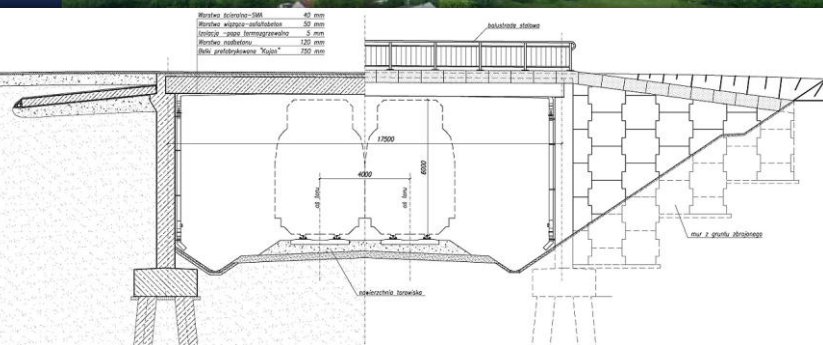 Warstwa ścieralna-SMA 40 mm
Warstwa wiążąca-asfaltobeton 50 mm
Izolacja -papa termozgrzewalna 5 mm
Warstwa nadbetonu 120 mm
Belki prefabrykowane "Kujan" 750 mm
balustrada stalowa
17500
4000
6000
oś toru
oś toru
mur z gruntu zbrojonego
nawierzchnia torowiska